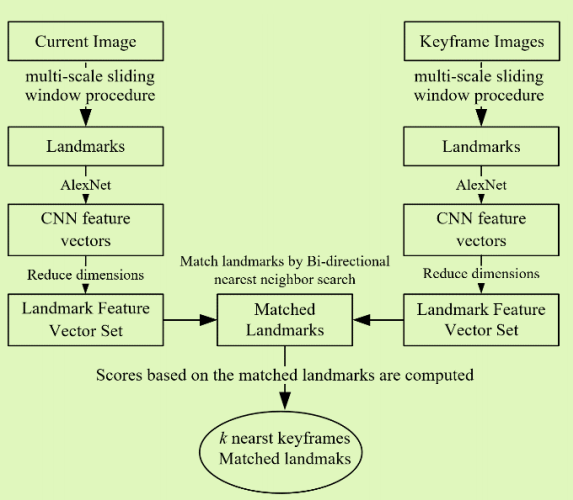 Current Image
Keyframe Images
multi-scale sliding
window procedure
multi-scale sliding
window procedure
Landmarks
Landmarks
AlexNet
AlexNet
CNN feature
vectors
CNN feature
vectors
Reduce dimensions
Match landmarks by Bi-directional
nearest neighbor search
Reduce dimensions
Landmark Feature
Vector Set
Matched
Landmarks
Landmark Feature
Vector Set
Scores based on the matched landmarks are computed
k nearst keyframes
Matched landmaks